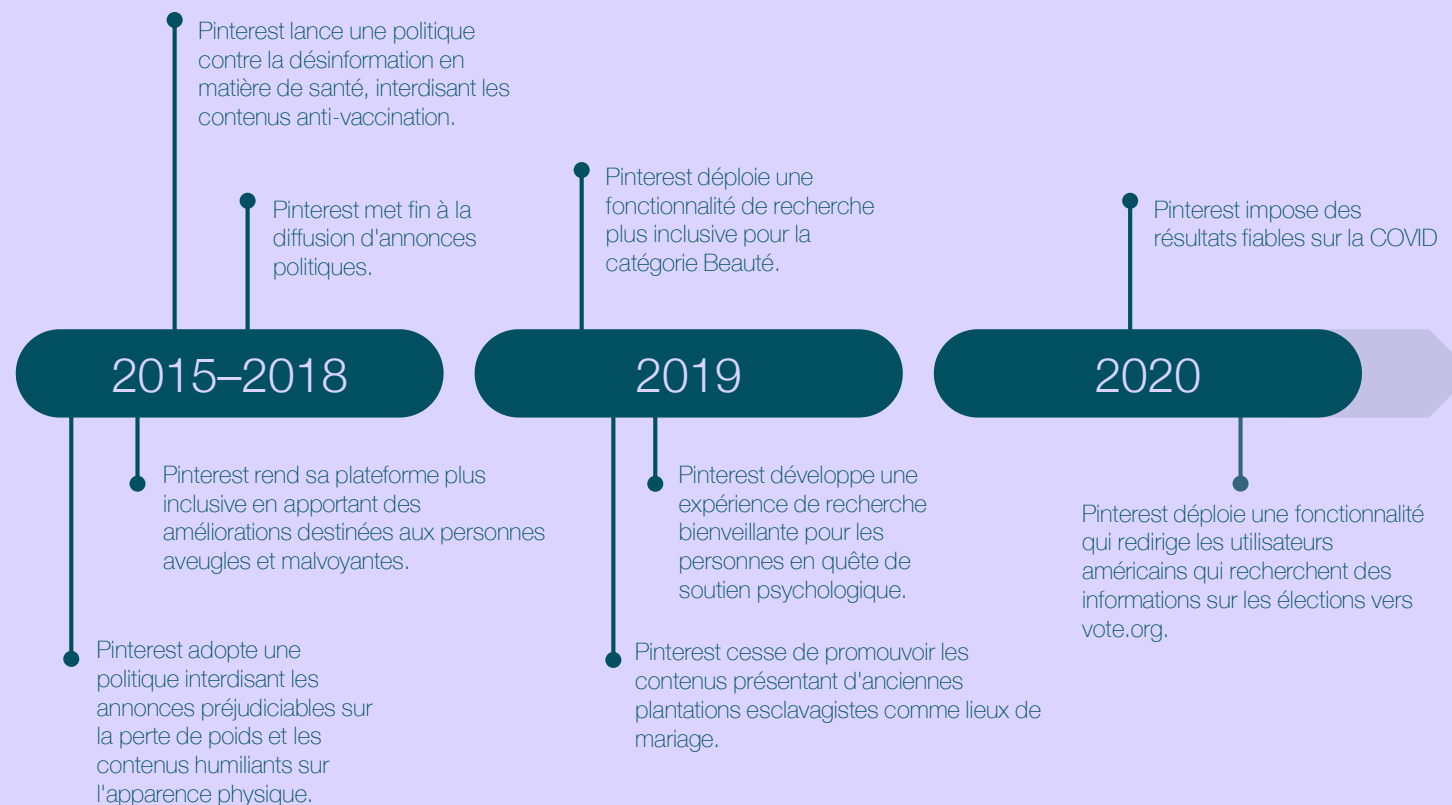 Pinterest lance une politique
contre la désinformation en
matière de santé, interdisant les
contenus anti-vaccination.
Pinterest met fin à la
diffusion d'annonces
politiques.
Pinterest déploie une
fonctionnalité de recherche
plus inclusive pour la
catégorie Beauté.
Pinterest impose des
résultats fiables sur la COVID
2015–2018
2019
2020
Pinterest rend sa plateforme plus
inclusive en apportant des
améliorations destinées aux personnes
aveugles et malvoyantes.
Pinterest adopte une
politique interdisant les
annonces préjudiciables sur
la perte de poids et les
contenus humiliants sur
l'apparence physique.
Pinterest développe une
expérience de recherche
bienveillante pour les
personnes en quête de
soutien psychologique.
Pinterest cesse de promouvoir les
contenus présentant d'anciennes
plantations esclavagistes comme lieux de
mariage.
Pinterest déploie une fonctionnalité
qui redirige les utilisateurs
américains qui recherchent des
informations sur les élections vers
vote.org.